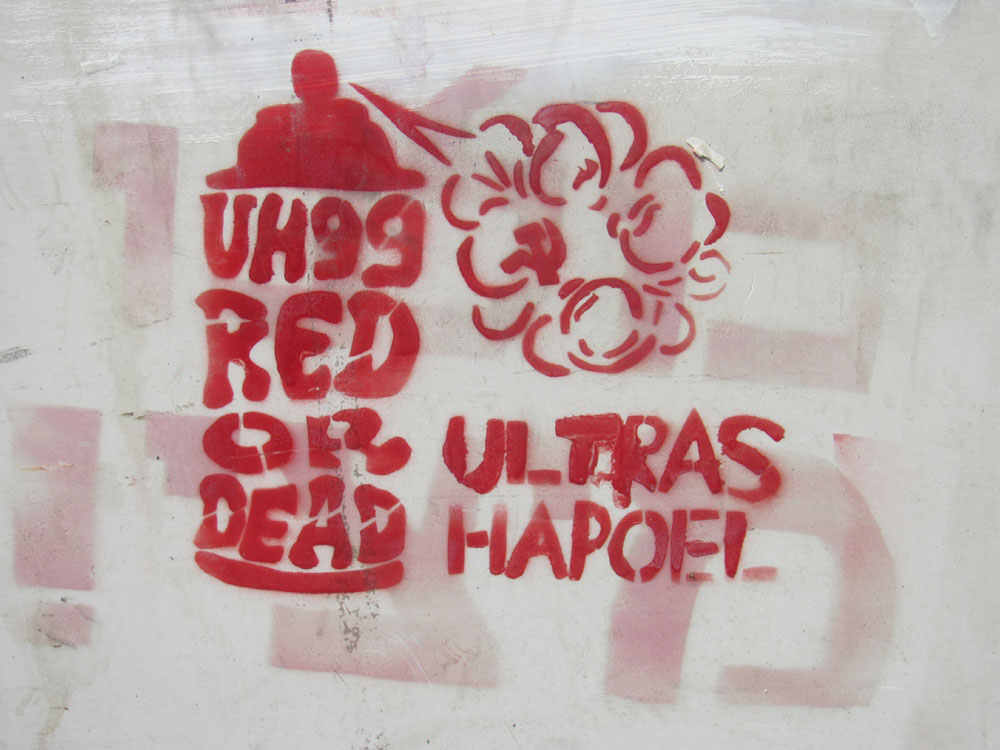 UH99
RED
OR
DEAD
ULTRAS
HAPOEL